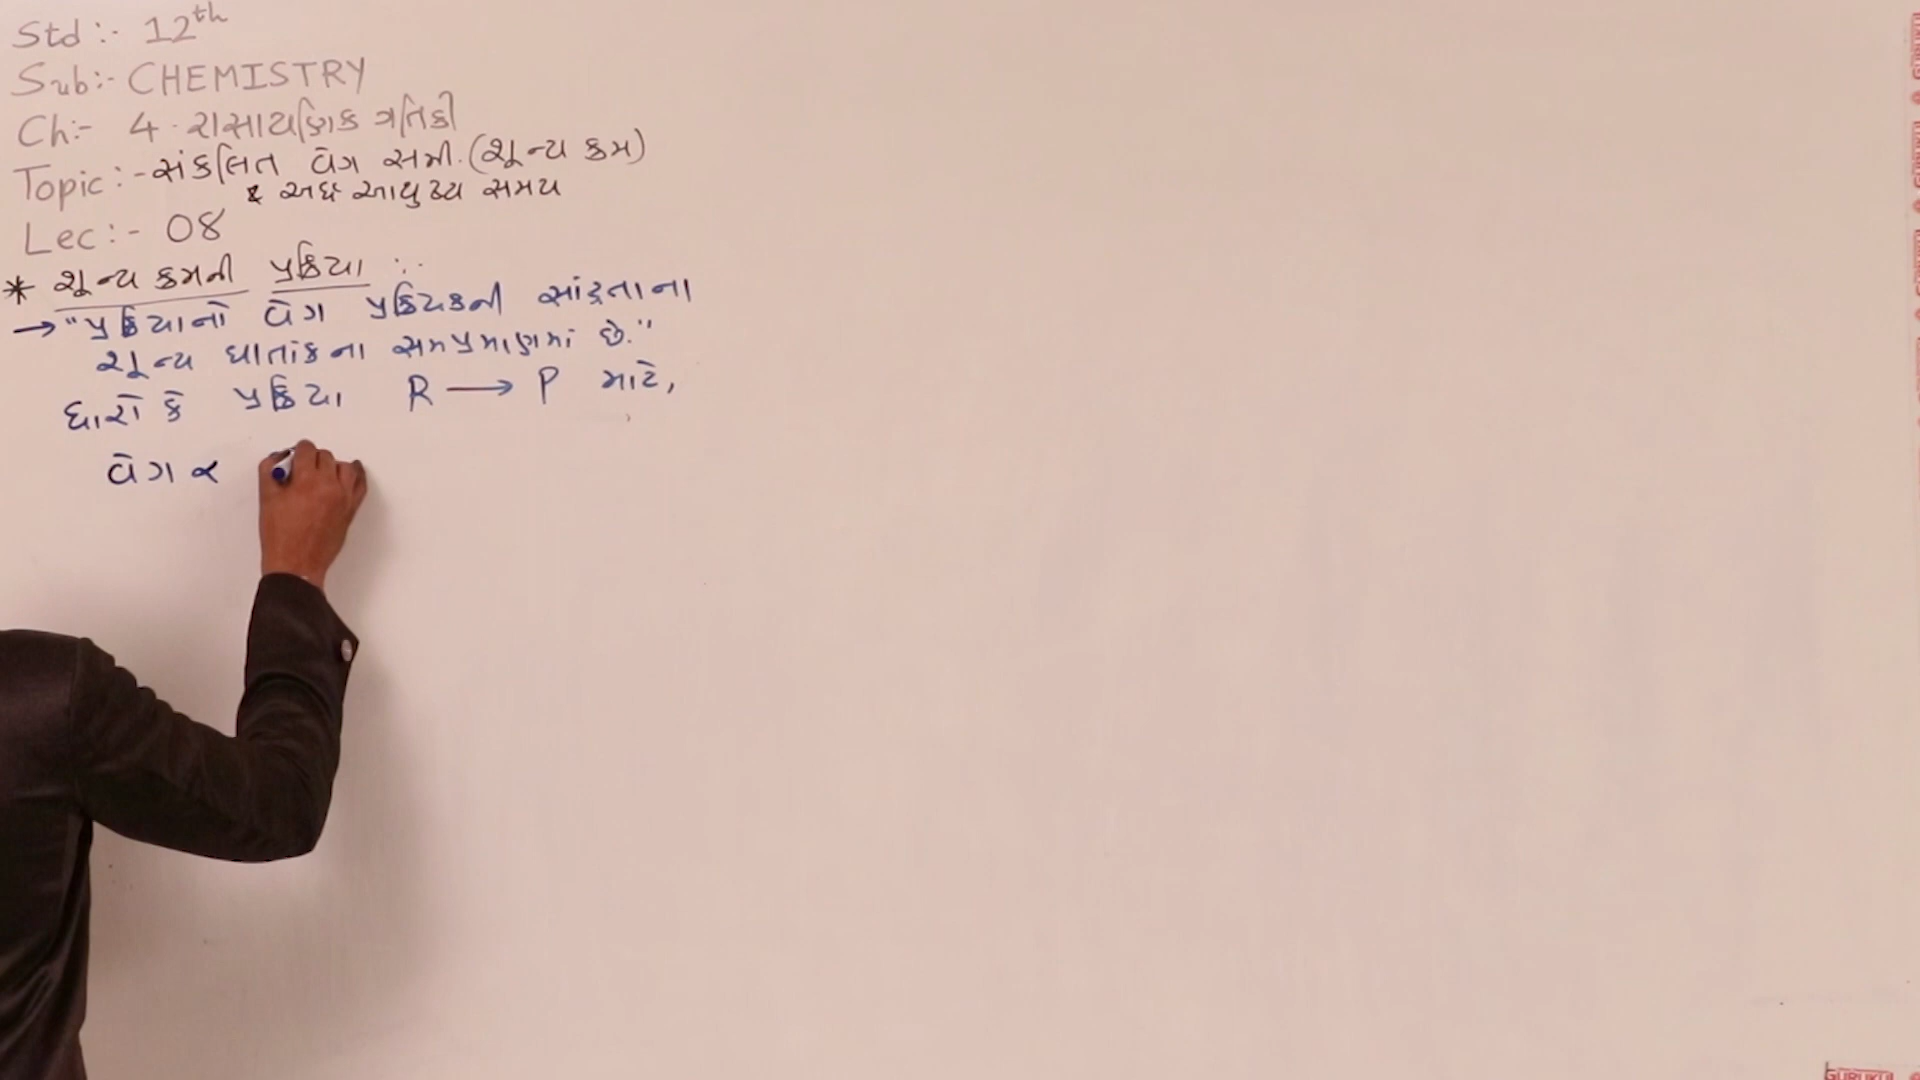 Std :- 12th
Sub:- CHEMISTRY
Ch:- 4. રાસાયણિક ગતિકી
Topic :- સંકલિત વેગ સમી. (શૂન્ય ક્રમ)
& અર્ધ આયુષ્ય સમય
Lec :- 08
* શૂન્ય ક્રમની પ્રક્રિયા :-
→ "પ્રક્રિયાનો વેગ પ્રક્રિયકની સાંદ્રતાના
શૂન્ય ઘાતાંકના સમપ્રમાણમાં છે."
ધારો કે પ્રક્રિયા R ⟶ P માટે,
વેગ ∝
GURUKUL